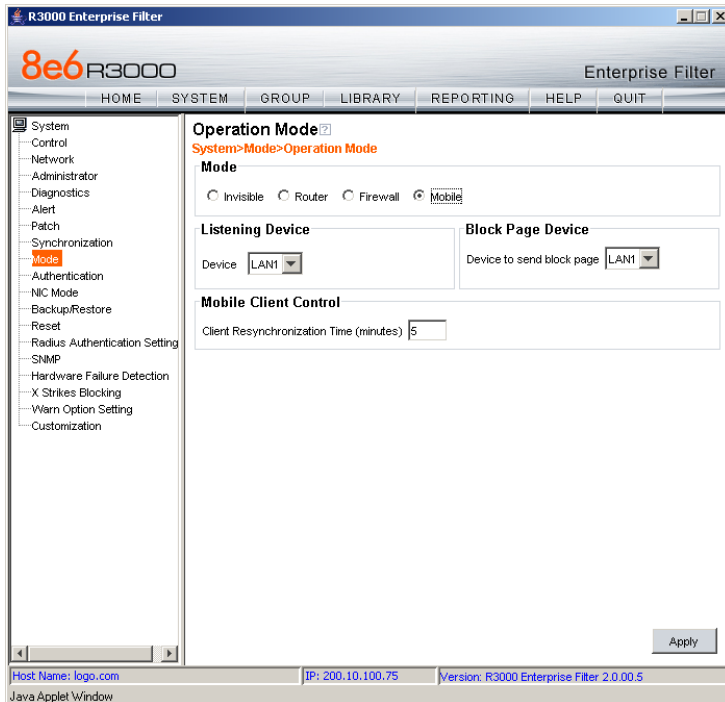 R3000 Enterprise Filter
8e6 R3000
Enterprise Filter
HOME SYSTEM GROUP LIBRARY REPORTING HELP QUIT
System
Control
Network
Administrator
Diagnostics
Alert
Patch
Synchronization
Mode
Authentication
NIC Mode
Backup/Restore
Reset
Radius Authentication Setting
SNMP
Hardware Failure Detection
X Strikes Blocking
Warn Option Setting
Customization
Operation Mode ?
System>Mode>Operation Mode
Mode
Invisible Router Firewall Mobile
Listening Device
Device LAN1
Block Page Device
Device to send block page LAN1
Mobile Client Control
Client Resynchronization Time (minutes) 5
Apply
Host Name: logo.com IP: 200.10.100.75 Version: R3000 Enterprise Filter 2.0.00.5
Java Applet Window